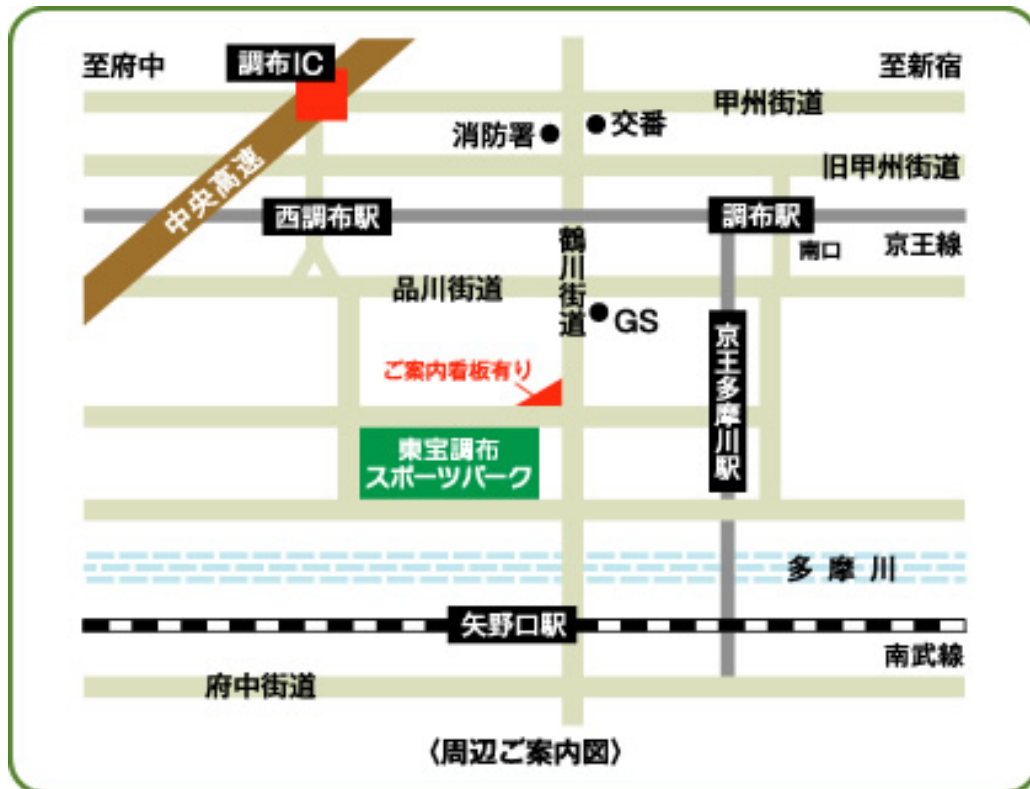 至府中
調布IC
至新宿
甲州街道
消防署
交番
旧甲州街道
中央高速
西調布駅
調布駅
南口
京王線
鶴川街道
品川街道
GS
京王多摩川駅
ご案内看板有り
東宝調布
スポーツパーク
多摩川
矢野口駅
南武線
府中街道
〈周辺ご案内図〉